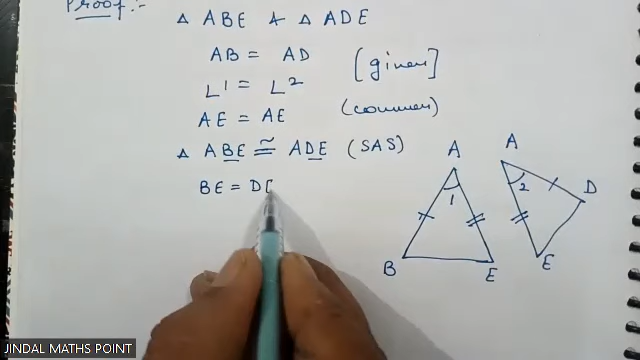 Proof :-
△ ABE & △ ADE
AB = AD [given]
∠1 = ∠2
AE = AE (common)
△ ABE ≅ ADE (SAS)
BE = D
A
1
B
E
A
2
D
E
JINDAL MATHS POINT